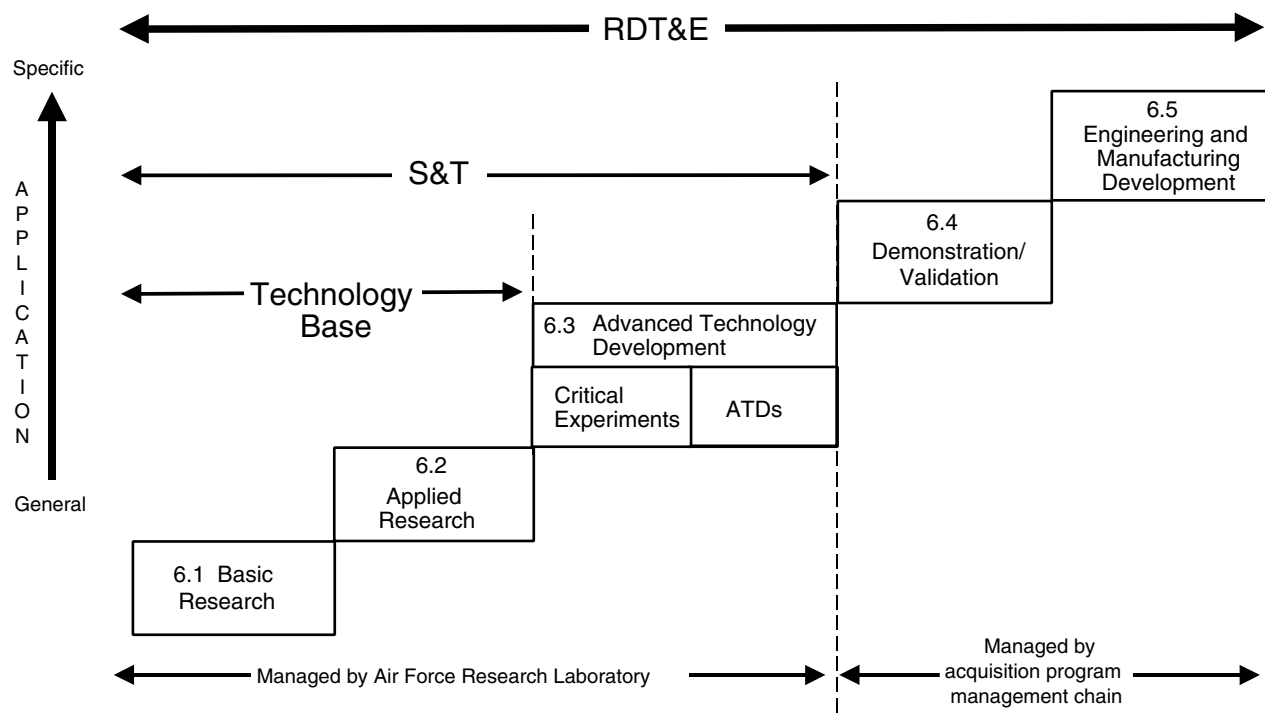 RDT&E
Specific
6.5
Engineering and
Manufacturing
Development
S&T
APPLICATION
6.4
Demonstration/
Validation
Technology
Base
6.3 Advanced Technology
Development
Critical
Experiments
ATDs
6.2
Applied
Research
General
6.1 Basic
Research
Managed by Air Force Research Laboratory
Managed by
acquisition program
management chain